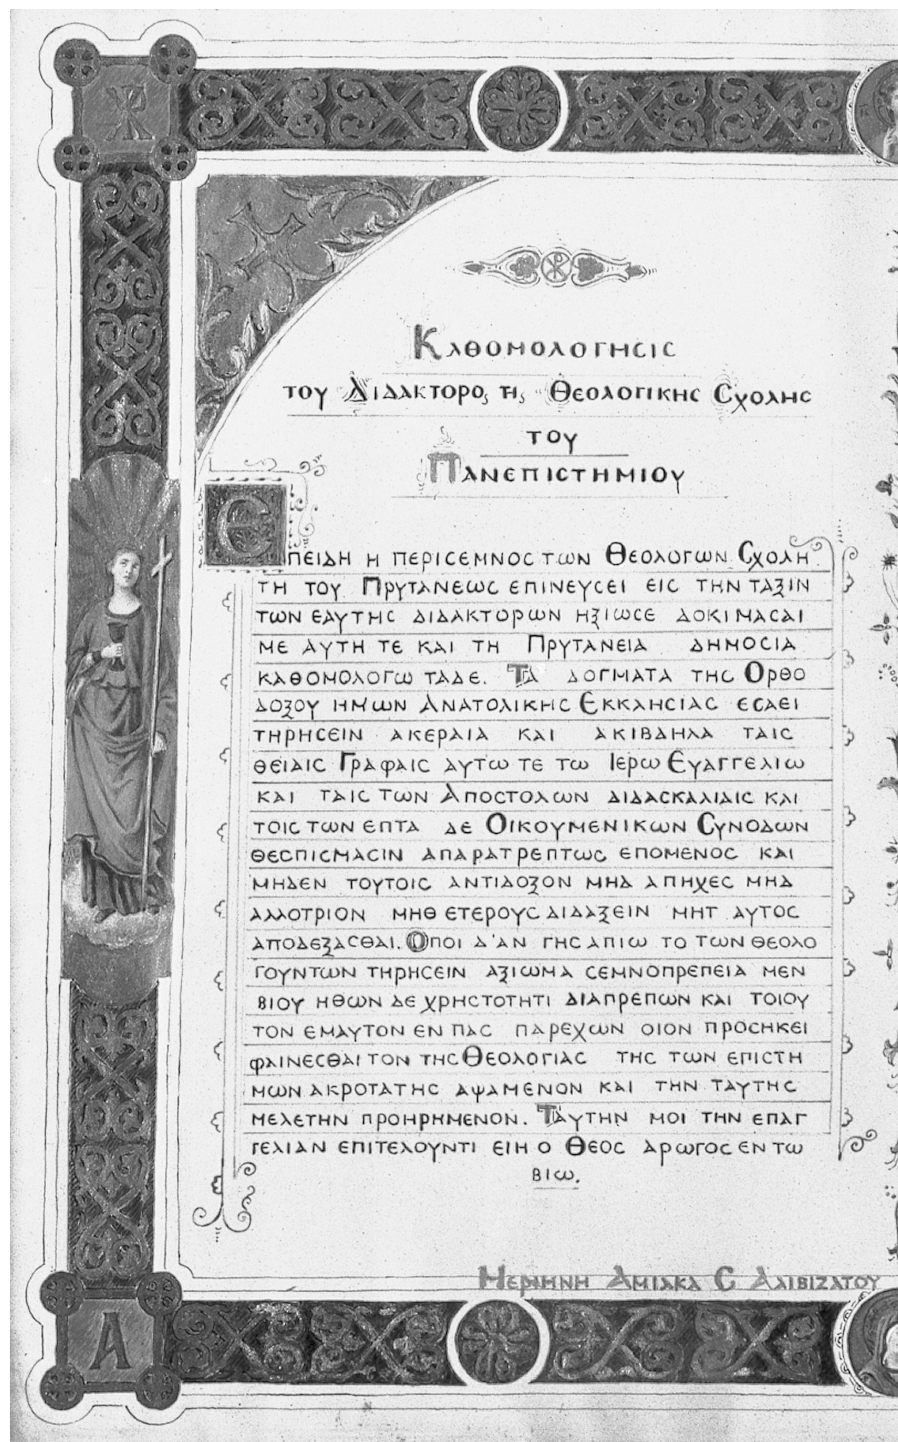 ΚΑΘΟΜΟΛΟΓΗϹΙϹ
ΤΟΥ ΔΙΔΑΚΤΟΡΟς ΤΗς ΘΕΟΛΟΓΙΚΗϹ ϹΧΟΛΗϹ
ΤΟΥ
ΠΑΝΕΠΙϹΤΗΜΙΟΥ
ΕΠΕΙΔΗ Η ΠΕΡΙϹΕΜΝΟϹ ΤΩΝ ΘΕΟΛΟΓΩΝ ϹΧΟΛΗ
ΤΗ ΤΟΥ ΠΡΥΤΑΝΕΩϹ ΕΠΙΝΕΥϹΕΙ ΕΙϹ ΤΗΝ ΤΑΞΙΝ
ΤΩΝ ΕΑΥΤΗϹ ΔΙΔΑΚΤΟΡΩΝ ΗΞΙΩϹΕ ΔΟΚΙΜΑϹΑΙ
ΜΕ ΑΥΤΗ ΤΕ ΚΑΙ ΤΗ ΠΡΥΤΑΝΕΙΑ ΔΗΜΟϹΙΑ
ΚΑΘΟΜΟΛΟΓΩ ΤΑΔΕ. ΤΑ ΔΟΓΜΑΤΑ ΤΗϹ ΟΡΘΟ
ΔΟΞΟΥ ΗΜΩΝ ΑΝΑΤΟΛΙΚΗϹ ΕΚΚΛΗϹΙΑϹ ΕϹΑΕΙ
ΤΗΡΗϹΕΙΝ ΑΚΕΡΑΙΑ ΚΑΙ ΑΚΙΒΔΗΛΑ ΤΑΙϹ
ΘΕΙΑΙϹ ΓΡΑΦΑΙϹ ΑΥΤΩ ΤΕ ΤΩ ΙΕΡΩ ΕΥΑΓΓΕΛΙΩ
ΚΑΙ ΤΑΙϹ ΤΩΝ ΑΠΟϹΤΟΛΩΝ ΔΙΔΑϹΚΑΛΙΑΙϹ ΚΑΙ
ΤΟΙϹ ΤΩΝ ΕΠΤΑ ΔΕ ΟΙΚΟΥΜΕΝΙΚΩΝ ϹΥΝΟΔΩΝ
ΘΕϹΠΙϹΜΑϹΙΝ ΑΠΑΡΑΤΡΕΠΤΩϹ ΕΠΟΜΕΝΟϹ ΚΑΙ
ΜΗΔΕΝ ΤΟΥΤΟΙϹ ΑΝΤΙΔΟΞΟΝ ΜΗΔ ΑΠΗΧΕϹ ΜΗΔ
ΑΛΛΟΤΡΙΟΝ ΜΗΘ ΕΤΕΡΟΥϹ ΔΙΔΑΞΕΙΝ ΜΗΤ ΑΥΤΟϹ
ΑΠΟΔΕΞΑϹΘΑΙ. ΟΠΟΙ Δ'ΑΝ ΓΗϹ ΑΠΙΩ ΤΟ ΤΩΝ ΘΕΟΛΟ
ΓΟΥΝΤΩΝ ΤΗΡΗϹΕΙΝ ΑΞΙΩΜΑ ϹΕΜΝΟΠΡΕΠΕΙΑ ΜΕΝ
ΒΙΟΥ ΗΘΩΝ ΔΕ ΧΡΗϹΤΟΤΗΤΙ ΔΙΑΠΡΕΠΩΝ ΚΑΙ ΤΟΙΟΥ
ΤΟΝ ΕΜΑΥΤΟΝ ΕΝ ΠΑϹ ΠΑΡΕΧΩΝ ΟΙΟΝ ΠΡΟϹΗΚΕΙ
ΦΑΙΝΕϹΘΑΙ ΤΟΝ ΤΗϹ ΘΕΟΛΟΓΙΑϹ ΤΗϹ ΤΩΝ ΕΠΙϹΤΗ
ΜΩΝ ΑΚΡΟΤΑΤΗϹ ΑΨΑΜΕΝΟΝ ΚΑΙ ΤΗΝ ΤΑΥΤΗϹ
ΜΕΛΕΤΗΝ ΠΡΟΗΡΗΜΕΝΟΝ. ΤΑΥΤΗΝ ΜΟΙ ΤΗΝ ΕΠΑΓ
ΓΕΛΙΑΝ ΕΠΙΤΕΛΟΥΝΤΙ ΕΙΗ Ο ΘΕΟϹ ΑΡΩΓΟϹ ΕΝ ΤΩ
ΒΙΩ.
ΑΜΙΛΚΑ Ϲ ΑΛΙΒΙΖΑΤΟΥ
Α